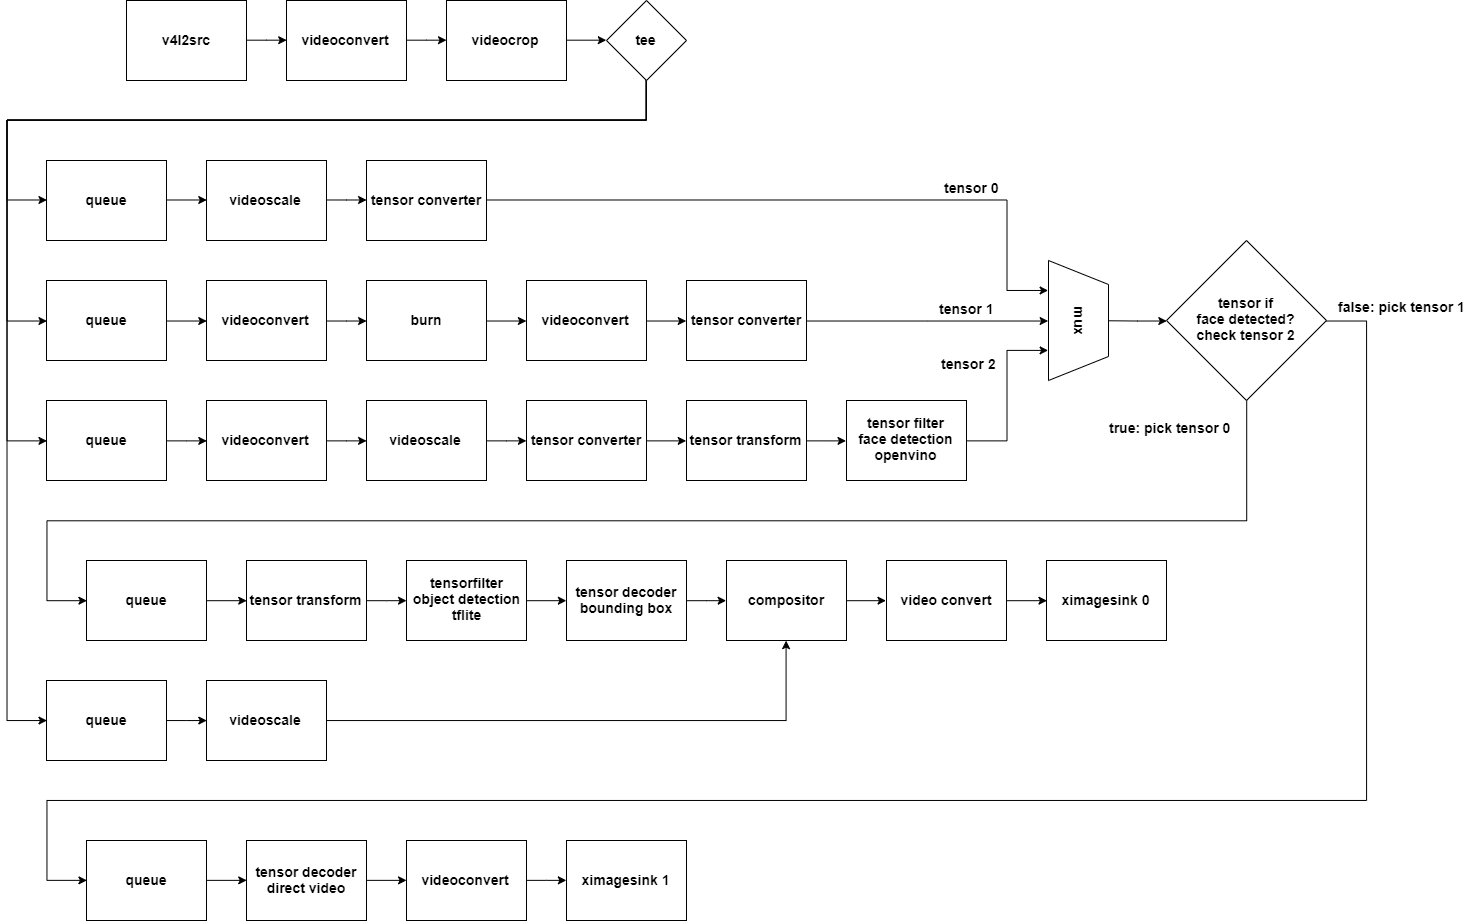 v4l2src
videoconvert
videocrop
tee
queue
videoscale
tensor converter
tensor 0
queue
videoconvert
burn
videoconvert
tensor converter
tensor 1
queue
videoconvert
videoscale
tensor converter
tensor transform
tensor filter
face detection
openvino
tensor 2
mux
tensor if
face detected?
check tensor 2
false: pick tensor 1
true: pick tensor 0
queue
tensor transform
tensorfilter
object detection
tflite
tensor decoder
bounding box
compositor
video convert
ximagesink 0
queue
videoscale
queue
tensor decoder
direct video
videoconvert
ximagesink 1